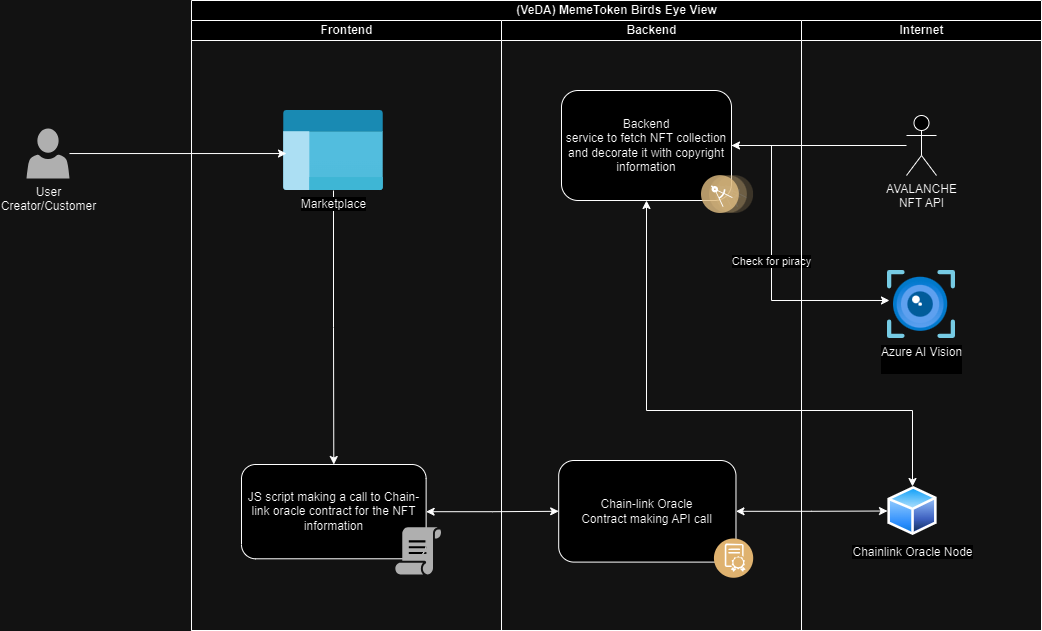 (VeDA) MemeToken Birds Eye View
Frontend
Backend
Internet
User
Creator/Customer
Marketplace
Backend
service to fetch NFT collection
and decorate it with copyright
information
AVALANCHE
NFT API
Check for piracy
Azure AI Vision
JS script making a call to Chain-
link oracle contract for the NFT
information
Chain-link Oracle
Contract making API call
Chainlink Oracle Node